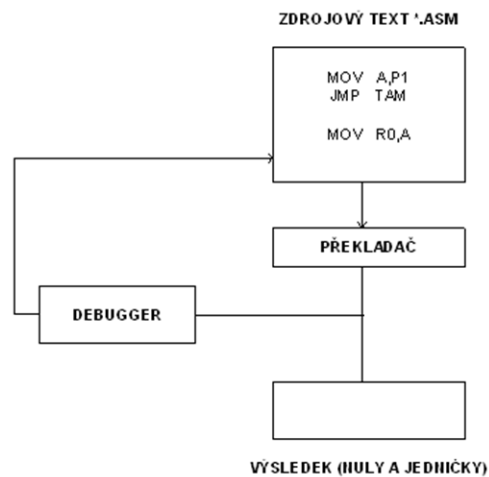 ZDROJOVÝ TEXT *.ASM
MOV A,P1
JMP TAM
MOV R0,A
PŘEKLADAČ
DEBUGGER
VÝSLEDEK (NULY A JEDNIČKY)